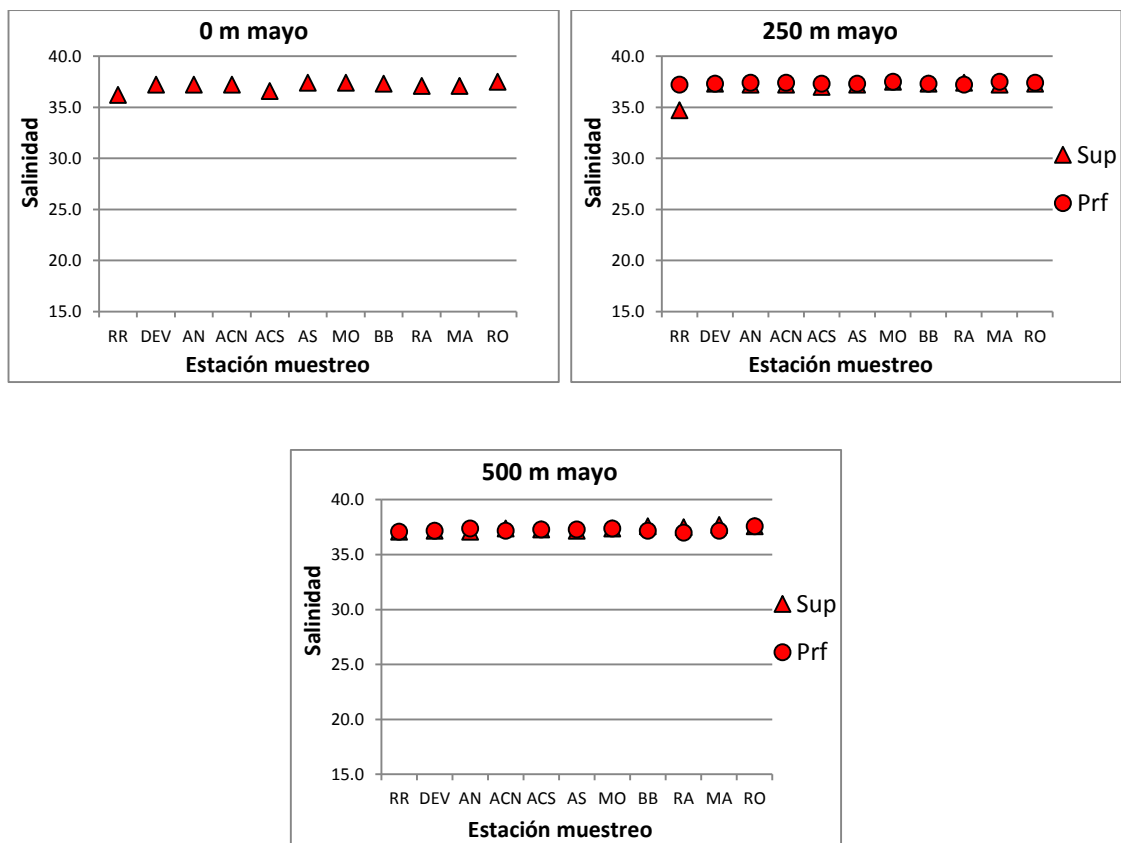 0 m mayo
40.0
35.0
30.0
25.0
20.0
15.0
Salinidad
RR DEV AN ACN ACS AS MO BB RA MA RO
Estación muestreo
250 m mayo
40.0
35.0
30.0
25.0
20.0
15.0
Salinidad
RR DEV AN ACN ACS AS MO BB RA MA RO
Estación muestreo
Sup
Prf
500 m mayo
40.0
35.0
30.0
25.0
20.0
15.0
Salinidad
RR DEV AN ACN ACS AS MO BB RA MA RO
Estación muestreo
Sup
Prf